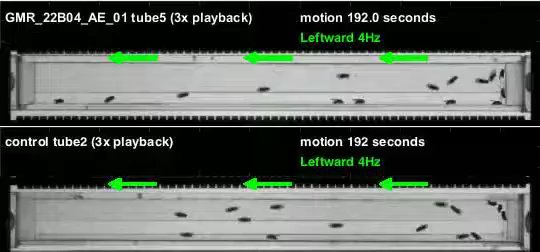 GMR_22B04_AE_01 tube5 (3x playback)
motion 192.0 seconds
Leftward 4Hz
control tube2 (3x playback)
motion 192 seconds
Leftward 4Hz